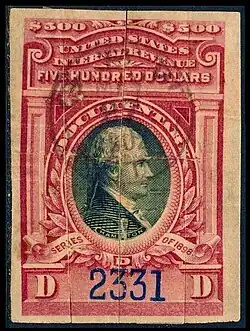 $500 $500
UNITED STATES
INTERNAL REVENUE
FIVE HUNDRED DOLLARS
DOCUMENTARY
SERIES OF 1898
D
D 2331 D